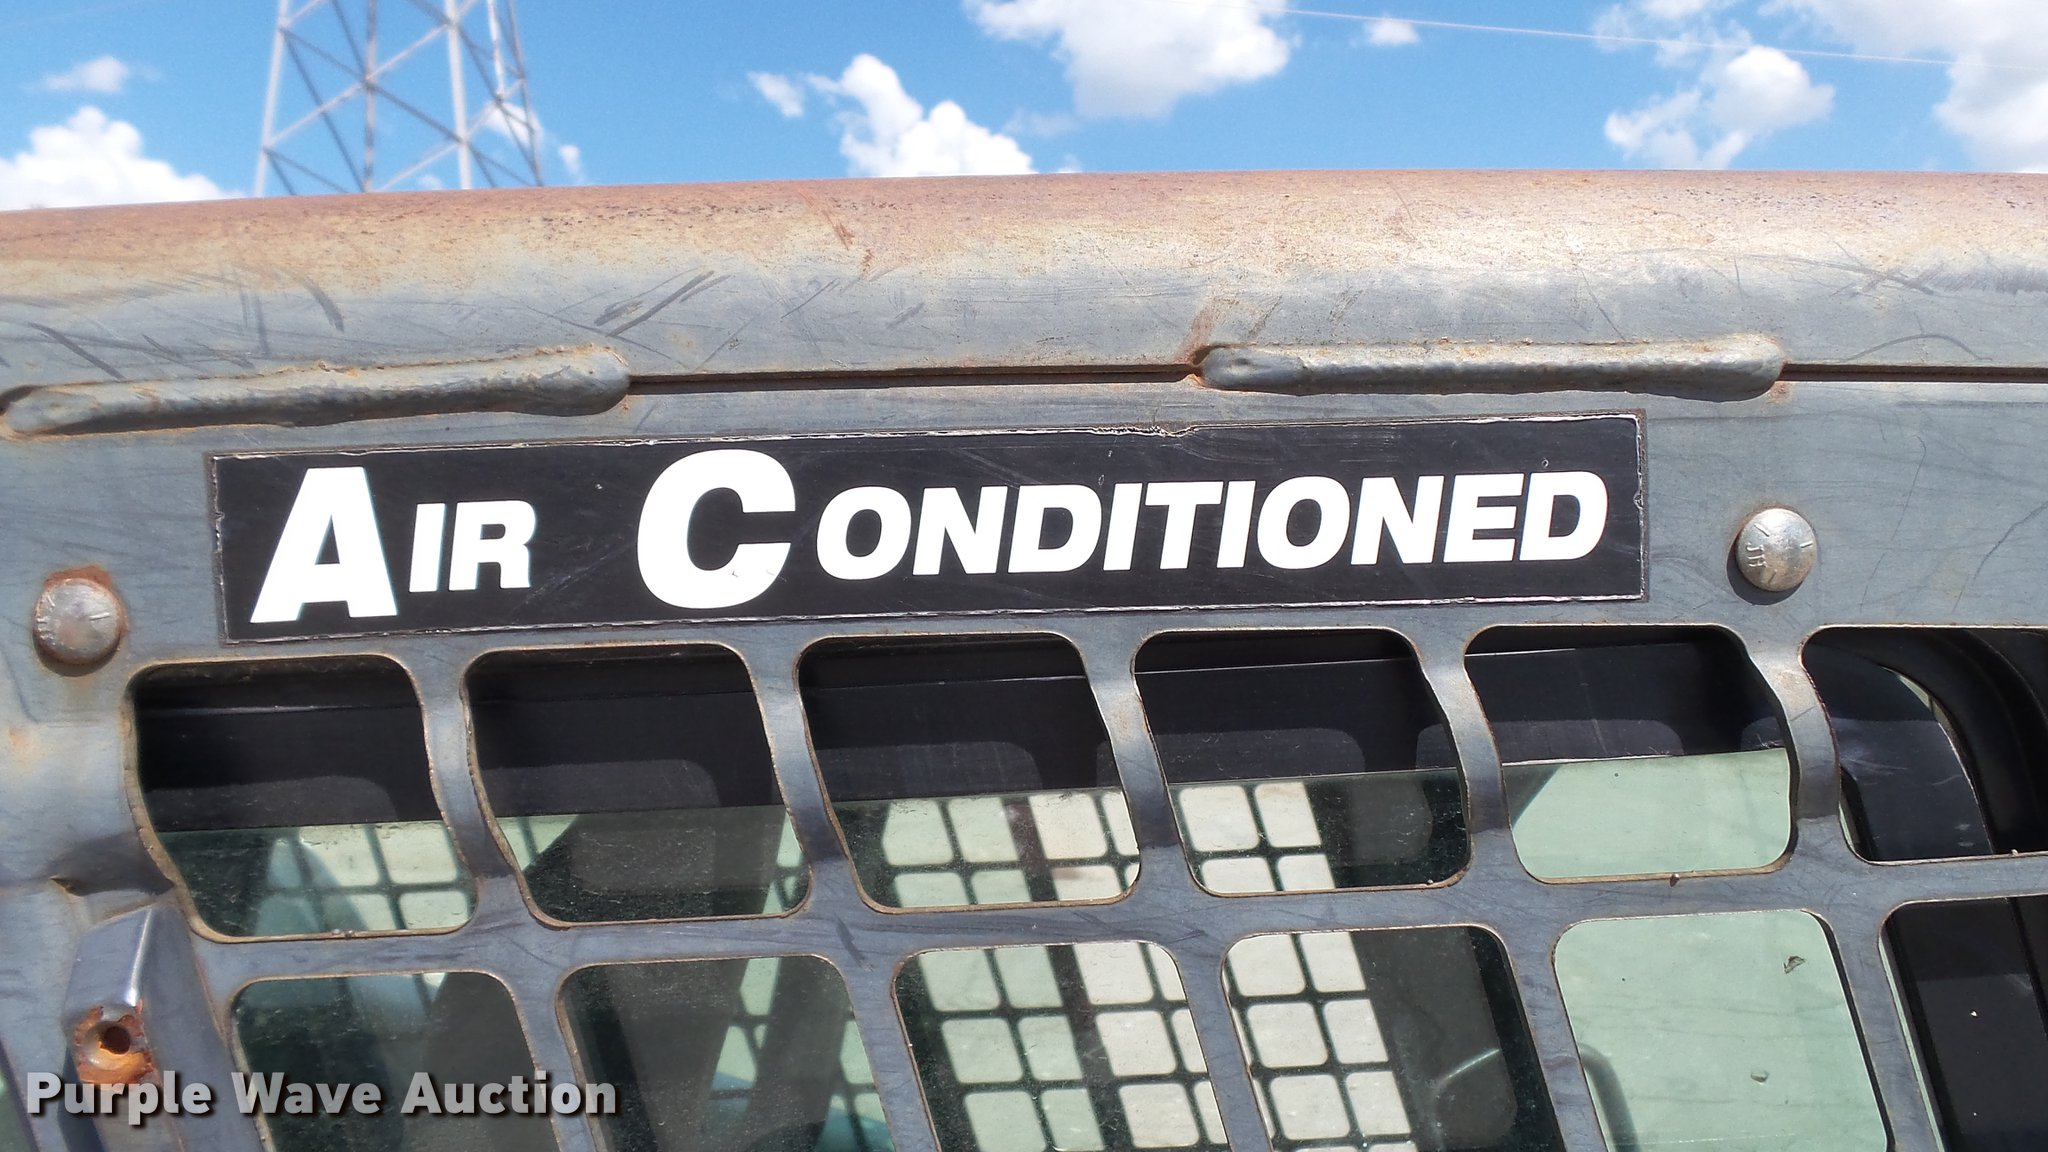 AIR CONDITIONED
Purple Wave Auction